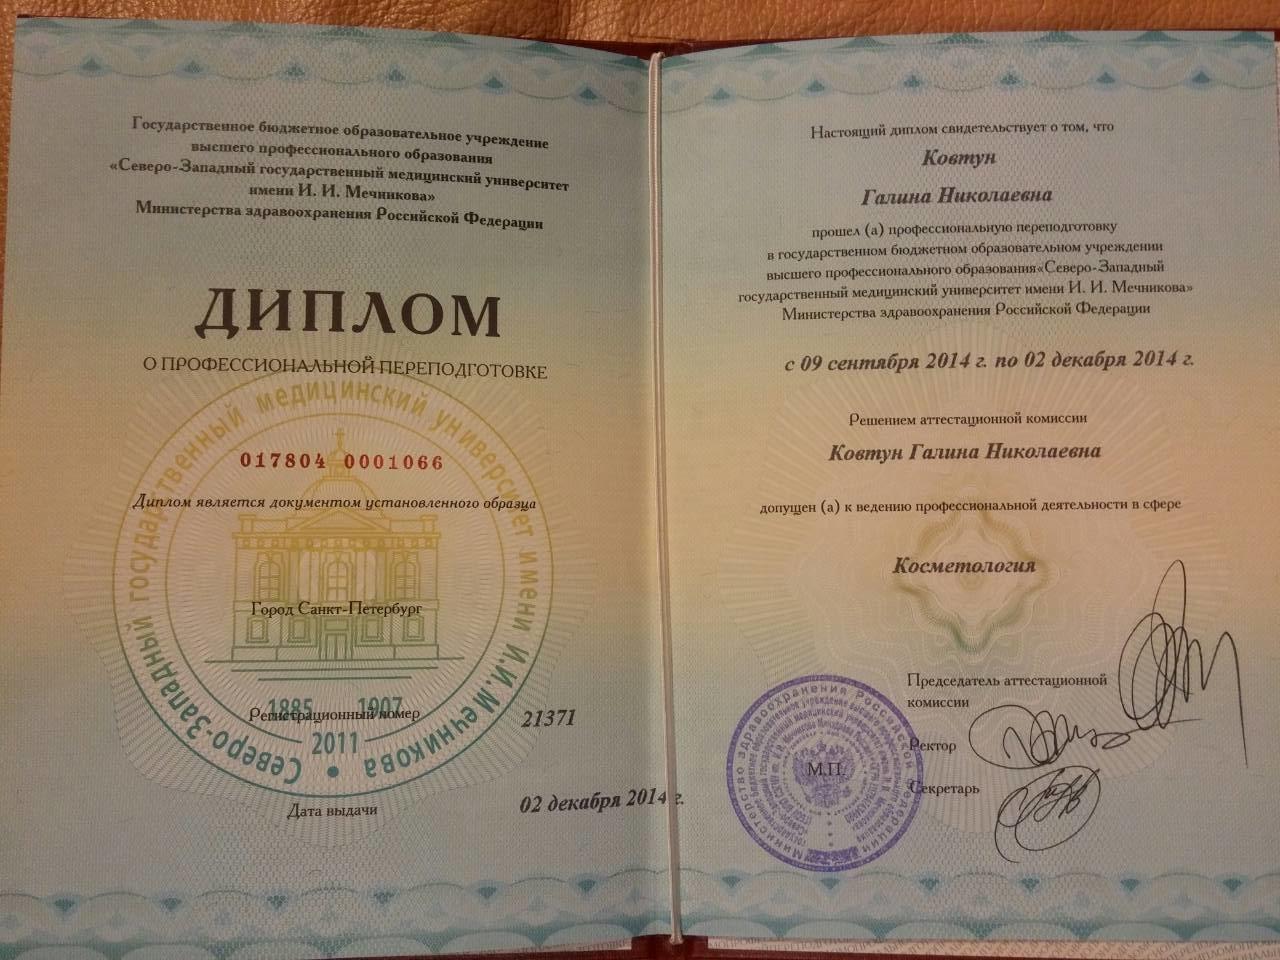 Государственное бюджетное образовательное учреждение
высшего профессионального образования
«Северо-Западный государственный медицинский университет
имени И. И. Мечникова»
Министерства здравоохранения Российской Федерации
ДИПЛОМ
О ПРОФЕССИОНАЛЬНОЙ ПЕРЕПОДГОТОВКЕ
Северо-Западный государственный медицинский университет имени И.И.Мечникова
017804 0001066
Диплом является документом установленного образца
Город Санкт-Петербург
1885 1907
Регистрационный номер 21371
2011
Дата выдачи 02 декабря 2014 г.
Настоящий диплом свидетельствует о том, что
Ковтун
Галина Николаевна
прошел (а) профессиональную переподготовку
в государственном бюджетном образовательном учреждении
высшего профессионального образования«Северо-Западный
государственный медицинский университет имени И. И. Мечникова»
Министерства здравоохранения Российской Федерации
с 09 сентября 2014 г. по 02 декабря 2014 г.
Решением аттестационной комиссии
Ковтун Галина Николаевна
допущен (а) к ведению профессиональной деятельности в сфере
Косметология
Председатель аттестационной
комиссии
Ректор
М.П.
Секретарь
Министерство здравоохранения Российской Федерации